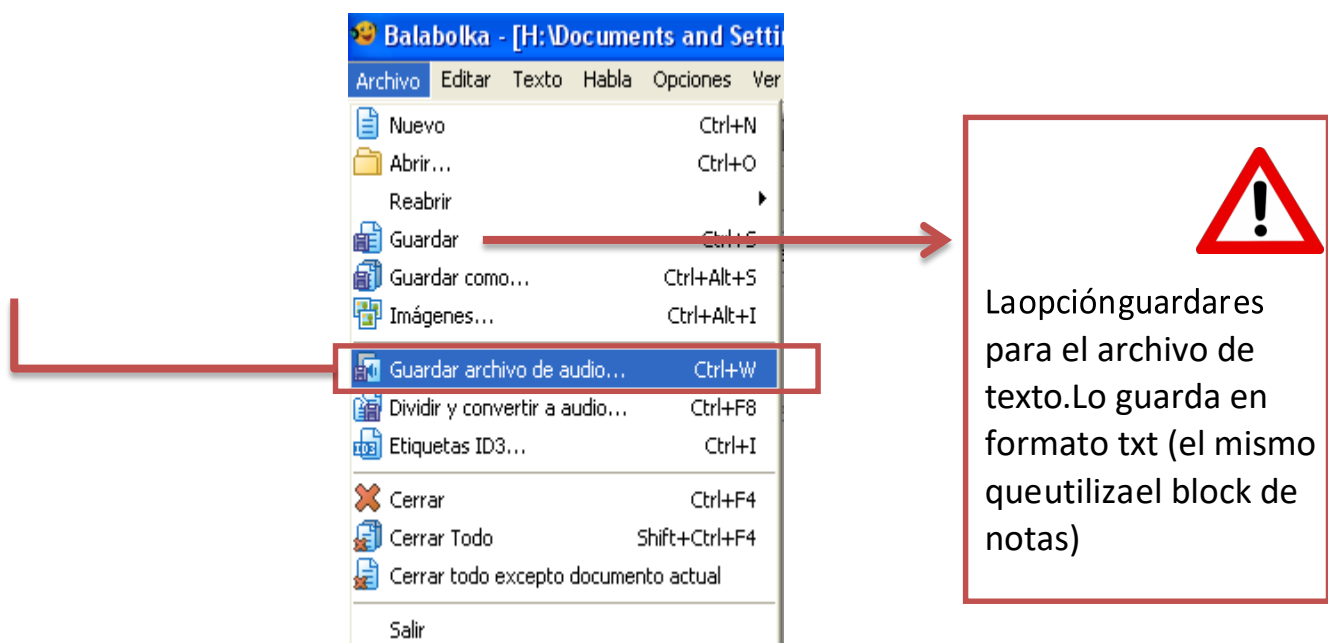 Balabolka - [H:\Documents and Setti
Archivo Editar Texto Habla Opciones Ver
Nuevo Ctrl+N
Abrir... Ctrl+O
Reabrir
Guardar Ctrl+S
Guardar como... Ctrl+Alt+S
Imágenes... Ctrl+Alt+I
Guardar archivo de audio... Ctrl+W
Dividir y convertir a audio... Ctrl+F8
Etiquetas ID3... Ctrl+I
Cerrar Ctrl+F4
Cerrar Todo Shift+Ctrl+F4
Cerrar todo excepto documento actual
Salir
Laopciónguardares
para el archivo de
texto.Lo guarda en
formato txt (el mismo
queutilizael block de
notas)